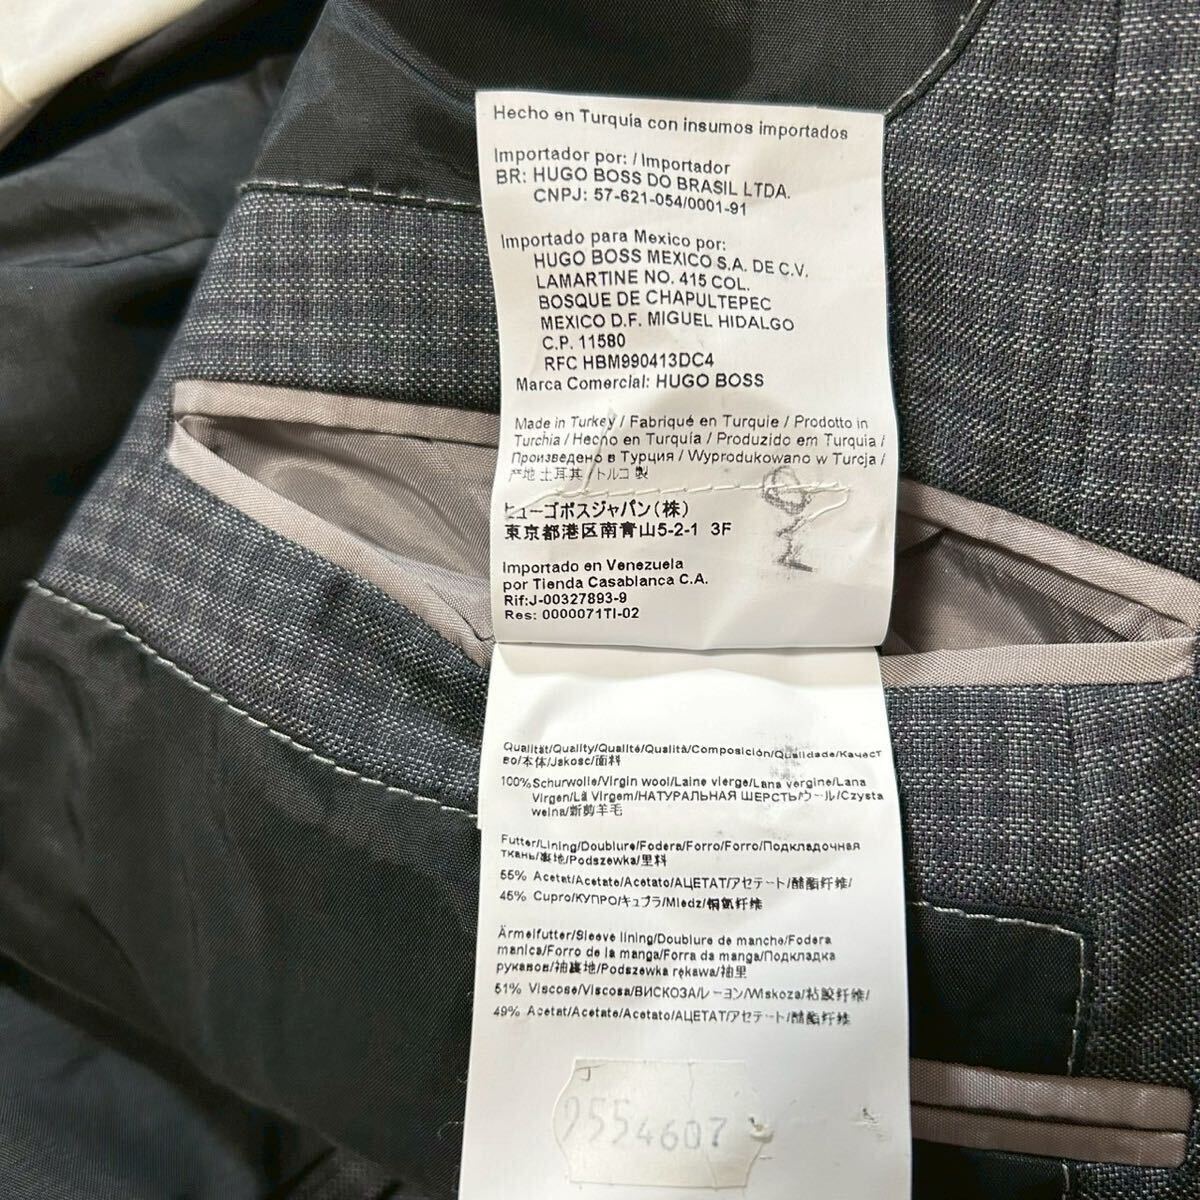 Hecho en Turquía con insumos importados
Importador por: / Importador
BR: HUGO BOSS DO BRASIL LTDA.
CNPJ: 57-621-054/0001-91
Importado para Mexico por:
HUGO BOSS MEXICO S.A. DE C.V.
LAMARTINE NO. 415 COL.
BOSQUE DE CHAPULTEPEC
MEXICO D.F. MIGUEL HIDALGO
C.P. 11580
RFC HBM990413DC4
Marca Comercial: HUGO BOSS
Made in Turkey / Fabriqué en Turquie / Prodotto in
Turchia / Hecho en Turquía / Produzido em Turquia /
Произведено в Турция / Wyprodukowano w Turcja /
产地 土耳其 / トルコ製
ヒューゴボスジャパン(株)
東京都港区南青山5-2-1 3F
Importado en Venezuela
por Tienda Casablanca C.A.
Rif:J-00327893-9
Res: 0000071TI-02
Qualität/Quality/Qualité/Qualità/Composición/Qualidade/Качест
во/本体/Jakosc/面料
100%Schurwolle/Virgin wool/Laine vierge/Lana vergine/Lana
Virgen/Lã Virgem/НАТУРАЛЬНАЯ ШЕРСТЬ/ウール/Czysta
welna/新剪羊毛
Futter/Lining/Doublure/Fodera/Forro/Forro/Подкладочная
ткань/裏地/Podszewka/里料
55% Acetat/Acetate/Acetato/АЦЕТАТ/アセテート/醋酯纤维/
45% Cupro/КУПРО/キュプラ/Miedz/铜氨纤维
Ärmelfutter/Sleeve lining/Doublure de manche/Fodera
manica/Forro de la manga/Forra da manga/Подкладка
рукавов/袖裏地/Podszewka rękawa/袖里
51% Viscose/Viscosa/ВИСКОЗА/レーヨン/Wiskoza/粘胶纤维/
49% Acetat/Acetate/Acetato/АЦЕТАТ/アセテート/醋酯纤维
J
9554607